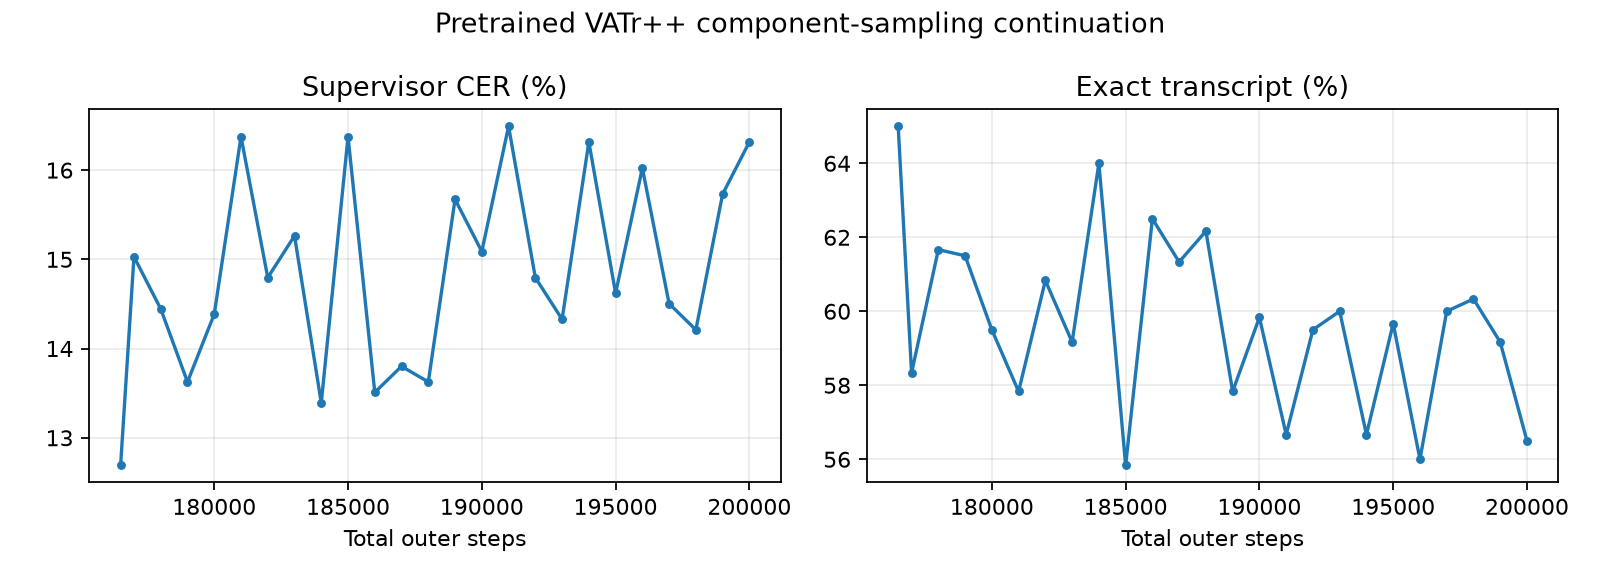 Pretrained VATr++ component-sampling continuation
Supervisor CER (%)
16
15
14
13
180000 185000 190000 195000 200000
Total outer steps
Exact transcript (%)
64
62
60
58
56
180000 185000 190000 195000 200000
Total outer steps